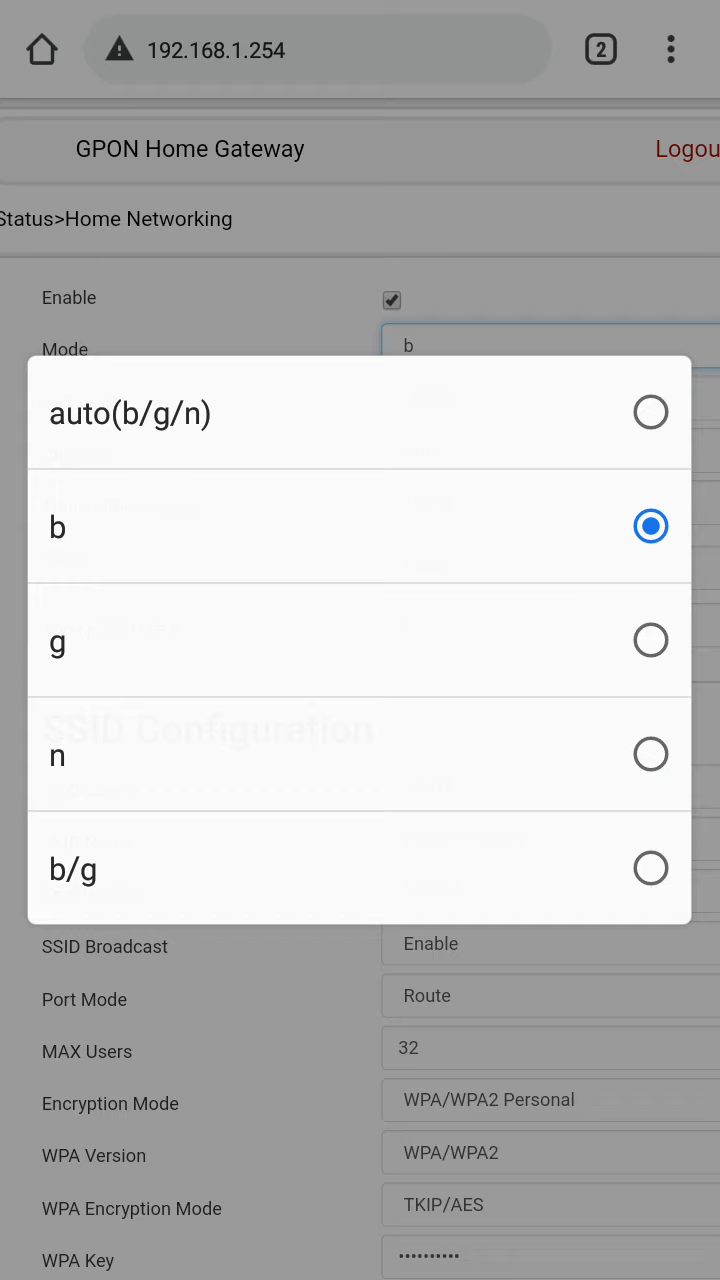 192.168.1.254
2
GPON Home Gateway
Logou
Status>Home Networking
Enable
Mode
b
auto(b/g/n)
b
g
n
SSID Configuration
b/g
SSID Broadcast
Enable
Port Mode
Route
MAX Users
32
Encryption Mode
WPA/WPA2 Personal
WPA Version
WPA/WPA2
WPA Encryption Mode
TKIP/AES
WPA Key
••••••••••